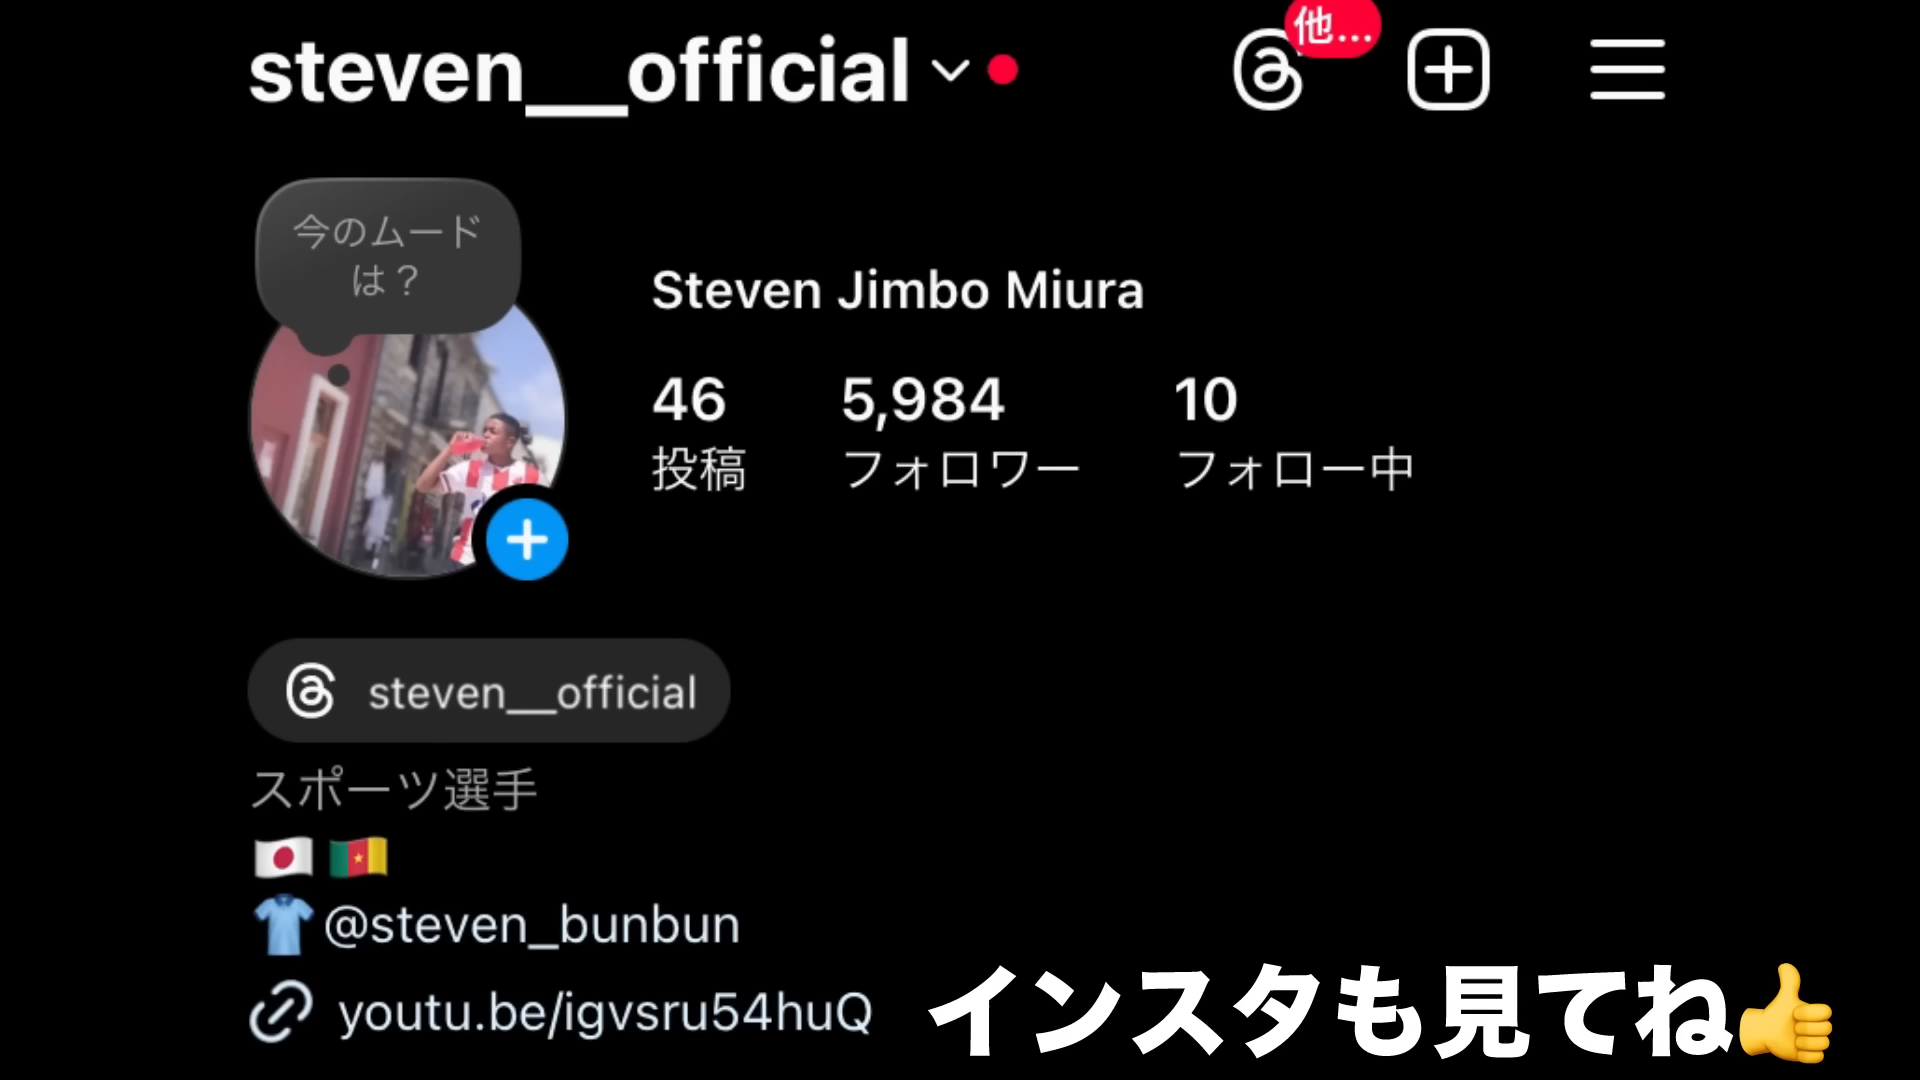 steven__official
他...
今のムード
は？
Steven Jimbo Miura
46 5,984 10
投稿 フォロワー フォロー中
steven__official
スポーツ選手
🇯🇵 🇨🇲
👕@steven_bunbun
youtu.be/igvsru54huQ
インスタも見てね👍